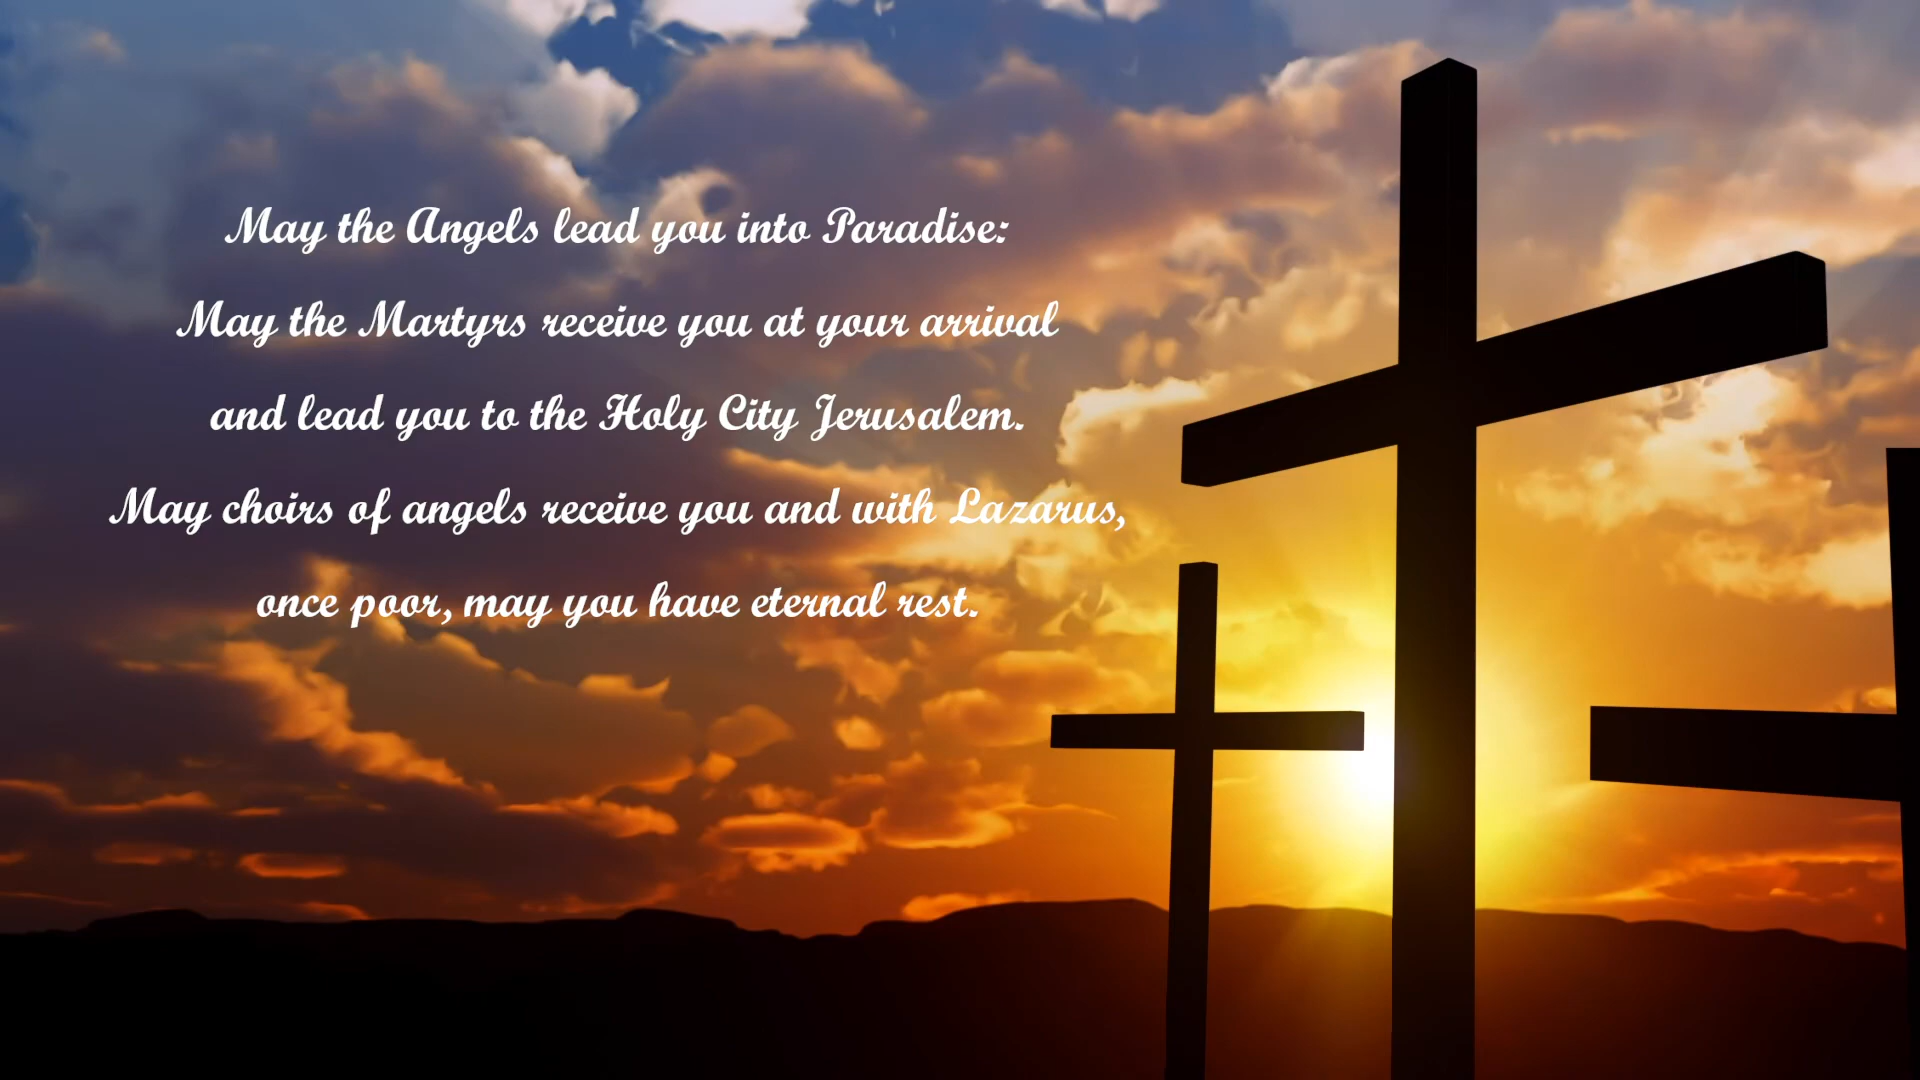 May the Angels lead you into Paradise:
May the Martyrs receive you at your arrival
and lead you to the Holy City Jerusalem.
May choirs of angels receive you and with Lazarus,
once poor, may you have eternal rest.